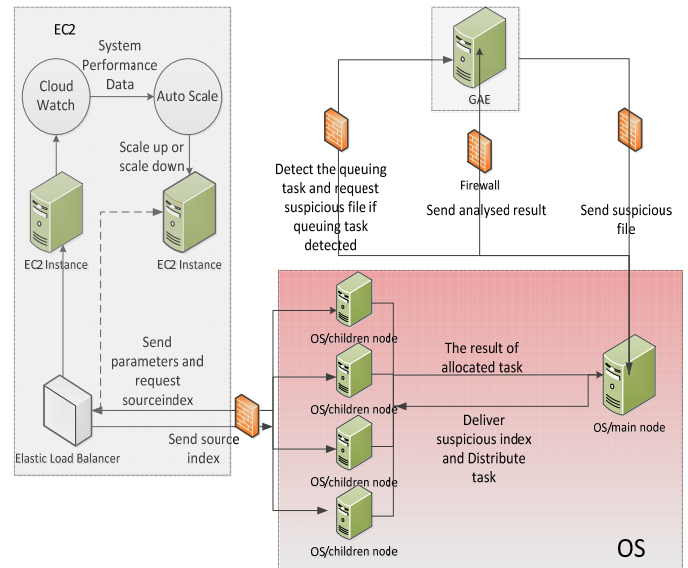 EC2
System
Performance
Data
Cloud
Watch
Auto Scale
Scale up or
scale down
EC2 Instance
EC2 Instance
Send
parameters and
request
sourceindex
Send source
index
Elastic Load Balancer
GAE
Detect the queuing
task and request
suspicious file if
queuing task
detected
Firewall
Send analysed result
Send suspicious
file
OS/children node
OS/children node
OS/children node
OS/children node
The result of
allocated task
Deliver
suspicious index
and Distribute
task
OS/main node
OS